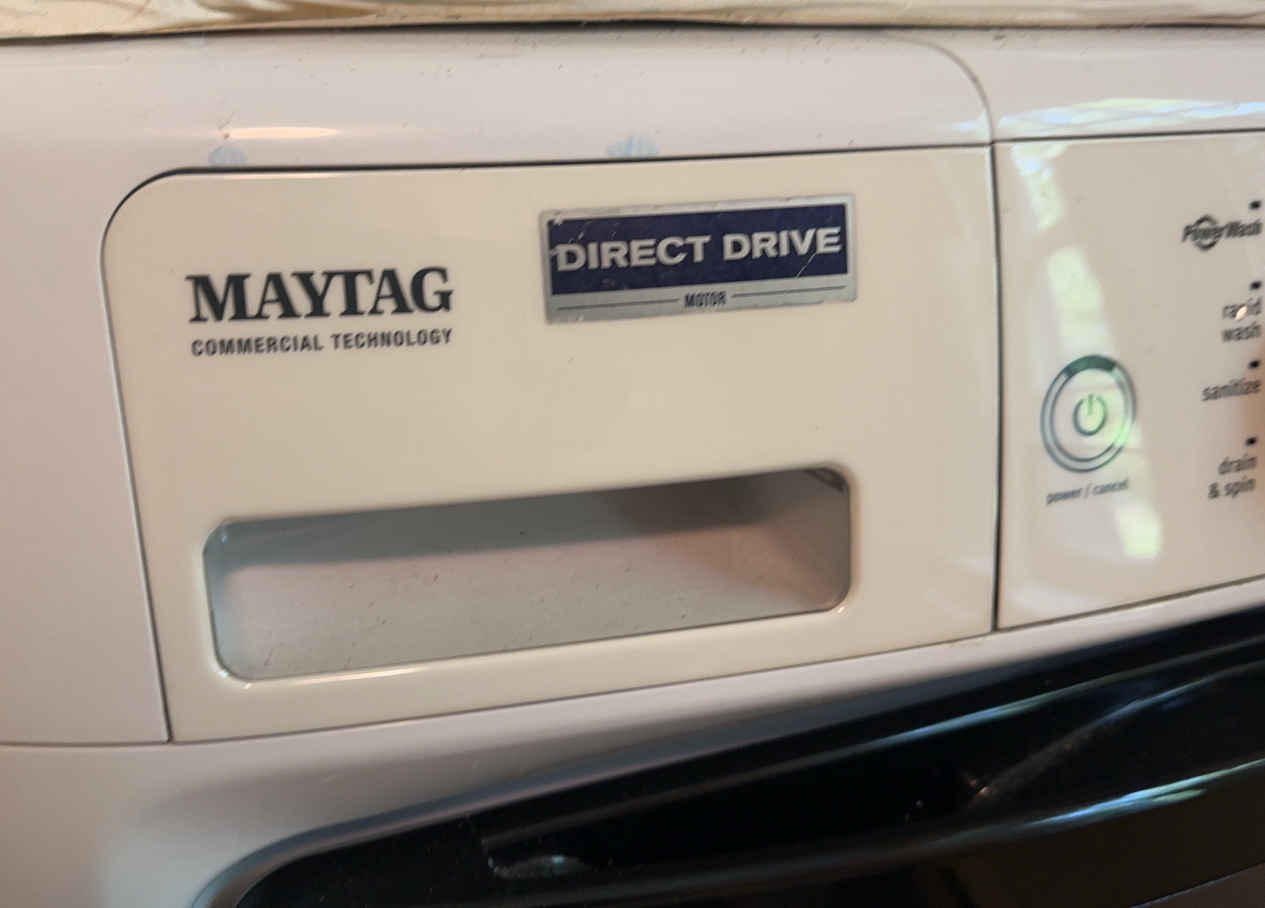 MAYTAG
COMMERCIAL TECHNOLOGY
DIRECT DRIVE
MOTOR
PowerWash
rapid
wash
sanitize
drain
& spin
power / cancel